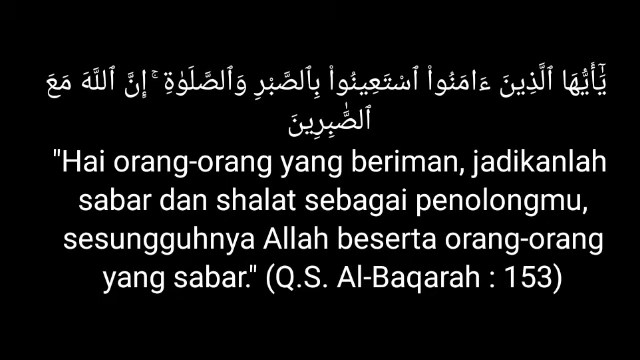 يَٰٓأَيُّهَا ٱلَّذِينَ ءَامَنُوا۟ ٱسْتَعِينُوا۟ بِٱلصَّبْرِ وَٱلصَّلَوٰةِ ۚ إِنَّ ٱللَّهَ مَعَ
ٱلصَّٰبِرِينَ
"Hai orang-orang yang beriman, jadikanlah
sabar dan shalat sebagai penolongmu,
sesungguhnya Allah beserta orang-orang
yang sabar." (Q.S. Al-Baqarah : 153)